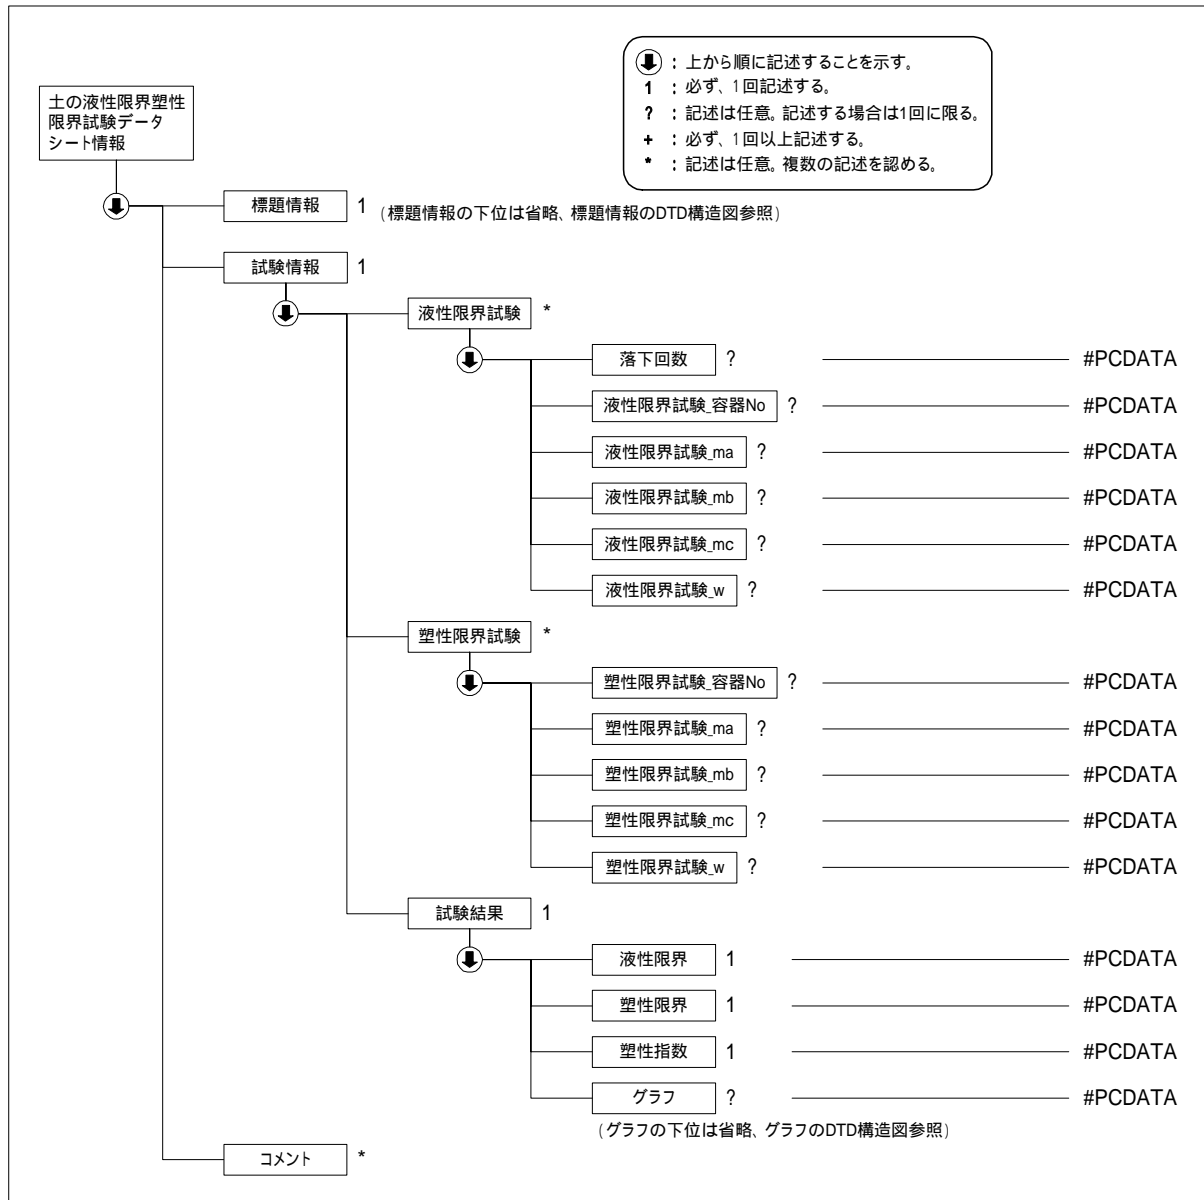 ：上から順に記述することを示す。
1 ：必ず、1回記述する。
? ：記述は任意。記述する場合は1回に限る。
+ ：必ず、1回以上記述する。
* ：記述は任意。複数の記述を認める。
土の液性限界塑性
限界試験データ
シート情報
標題情報 1 (標題情報の下位は省略、標題情報のDTD構造図参照)
試験情報 1
液性限界試験 *
落下回数 ? #PCDATA
液性限界試験_容器No ? #PCDATA
液性限界試験_ma ? #PCDATA
液性限界試験_mb ? #PCDATA
液性限界試験_mc ? #PCDATA
液性限界試験_w ? #PCDATA
塑性限界試験 *
塑性限界試験_容器No ? #PCDATA
塑性限界試験_ma ? #PCDATA
塑性限界試験_mb ? #PCDATA
塑性限界試験_mc ? #PCDATA
塑性限界試験_w ? #PCDATA
試験結果 1
液性限界 1 #PCDATA
塑性限界 1 #PCDATA
塑性指数 1 #PCDATA
グラフ ? #PCDATA
(グラフの下位は省略、グラフのDTD構造図参照)
コメント *